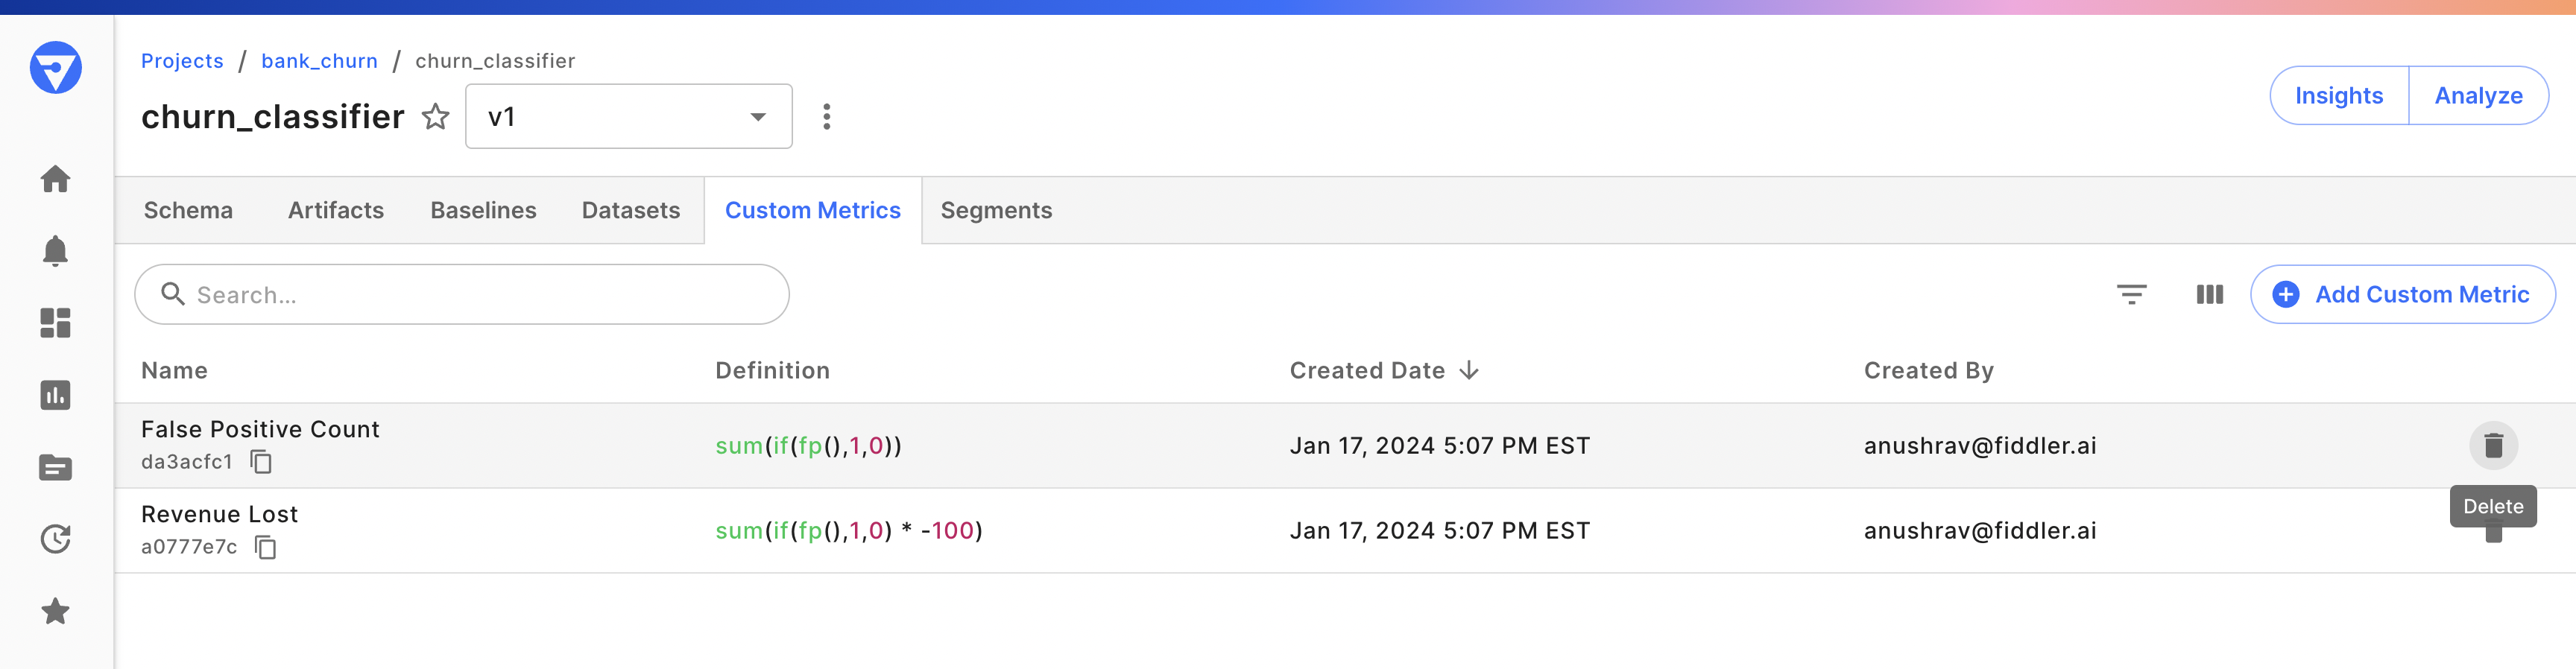 Projects / bank_churn / churn_classifier
churn_classifier v1
Insights Analyze
Schema Artifacts Baselines Datasets Custom Metrics Segments
Search...
Add Custom Metric
Name Definition Created Date Created By
False Positive Count
da3acfc1
sum(if(fp(),1,0))
Jan 17, 2024 5:07 PM EST
anushrav@fiddler.ai
Delete
Revenue Lost
a0777e7c
sum(if(fp(),1,0) * -100)
Jan 17, 2024 5:07 PM EST
anushrav@fiddler.ai